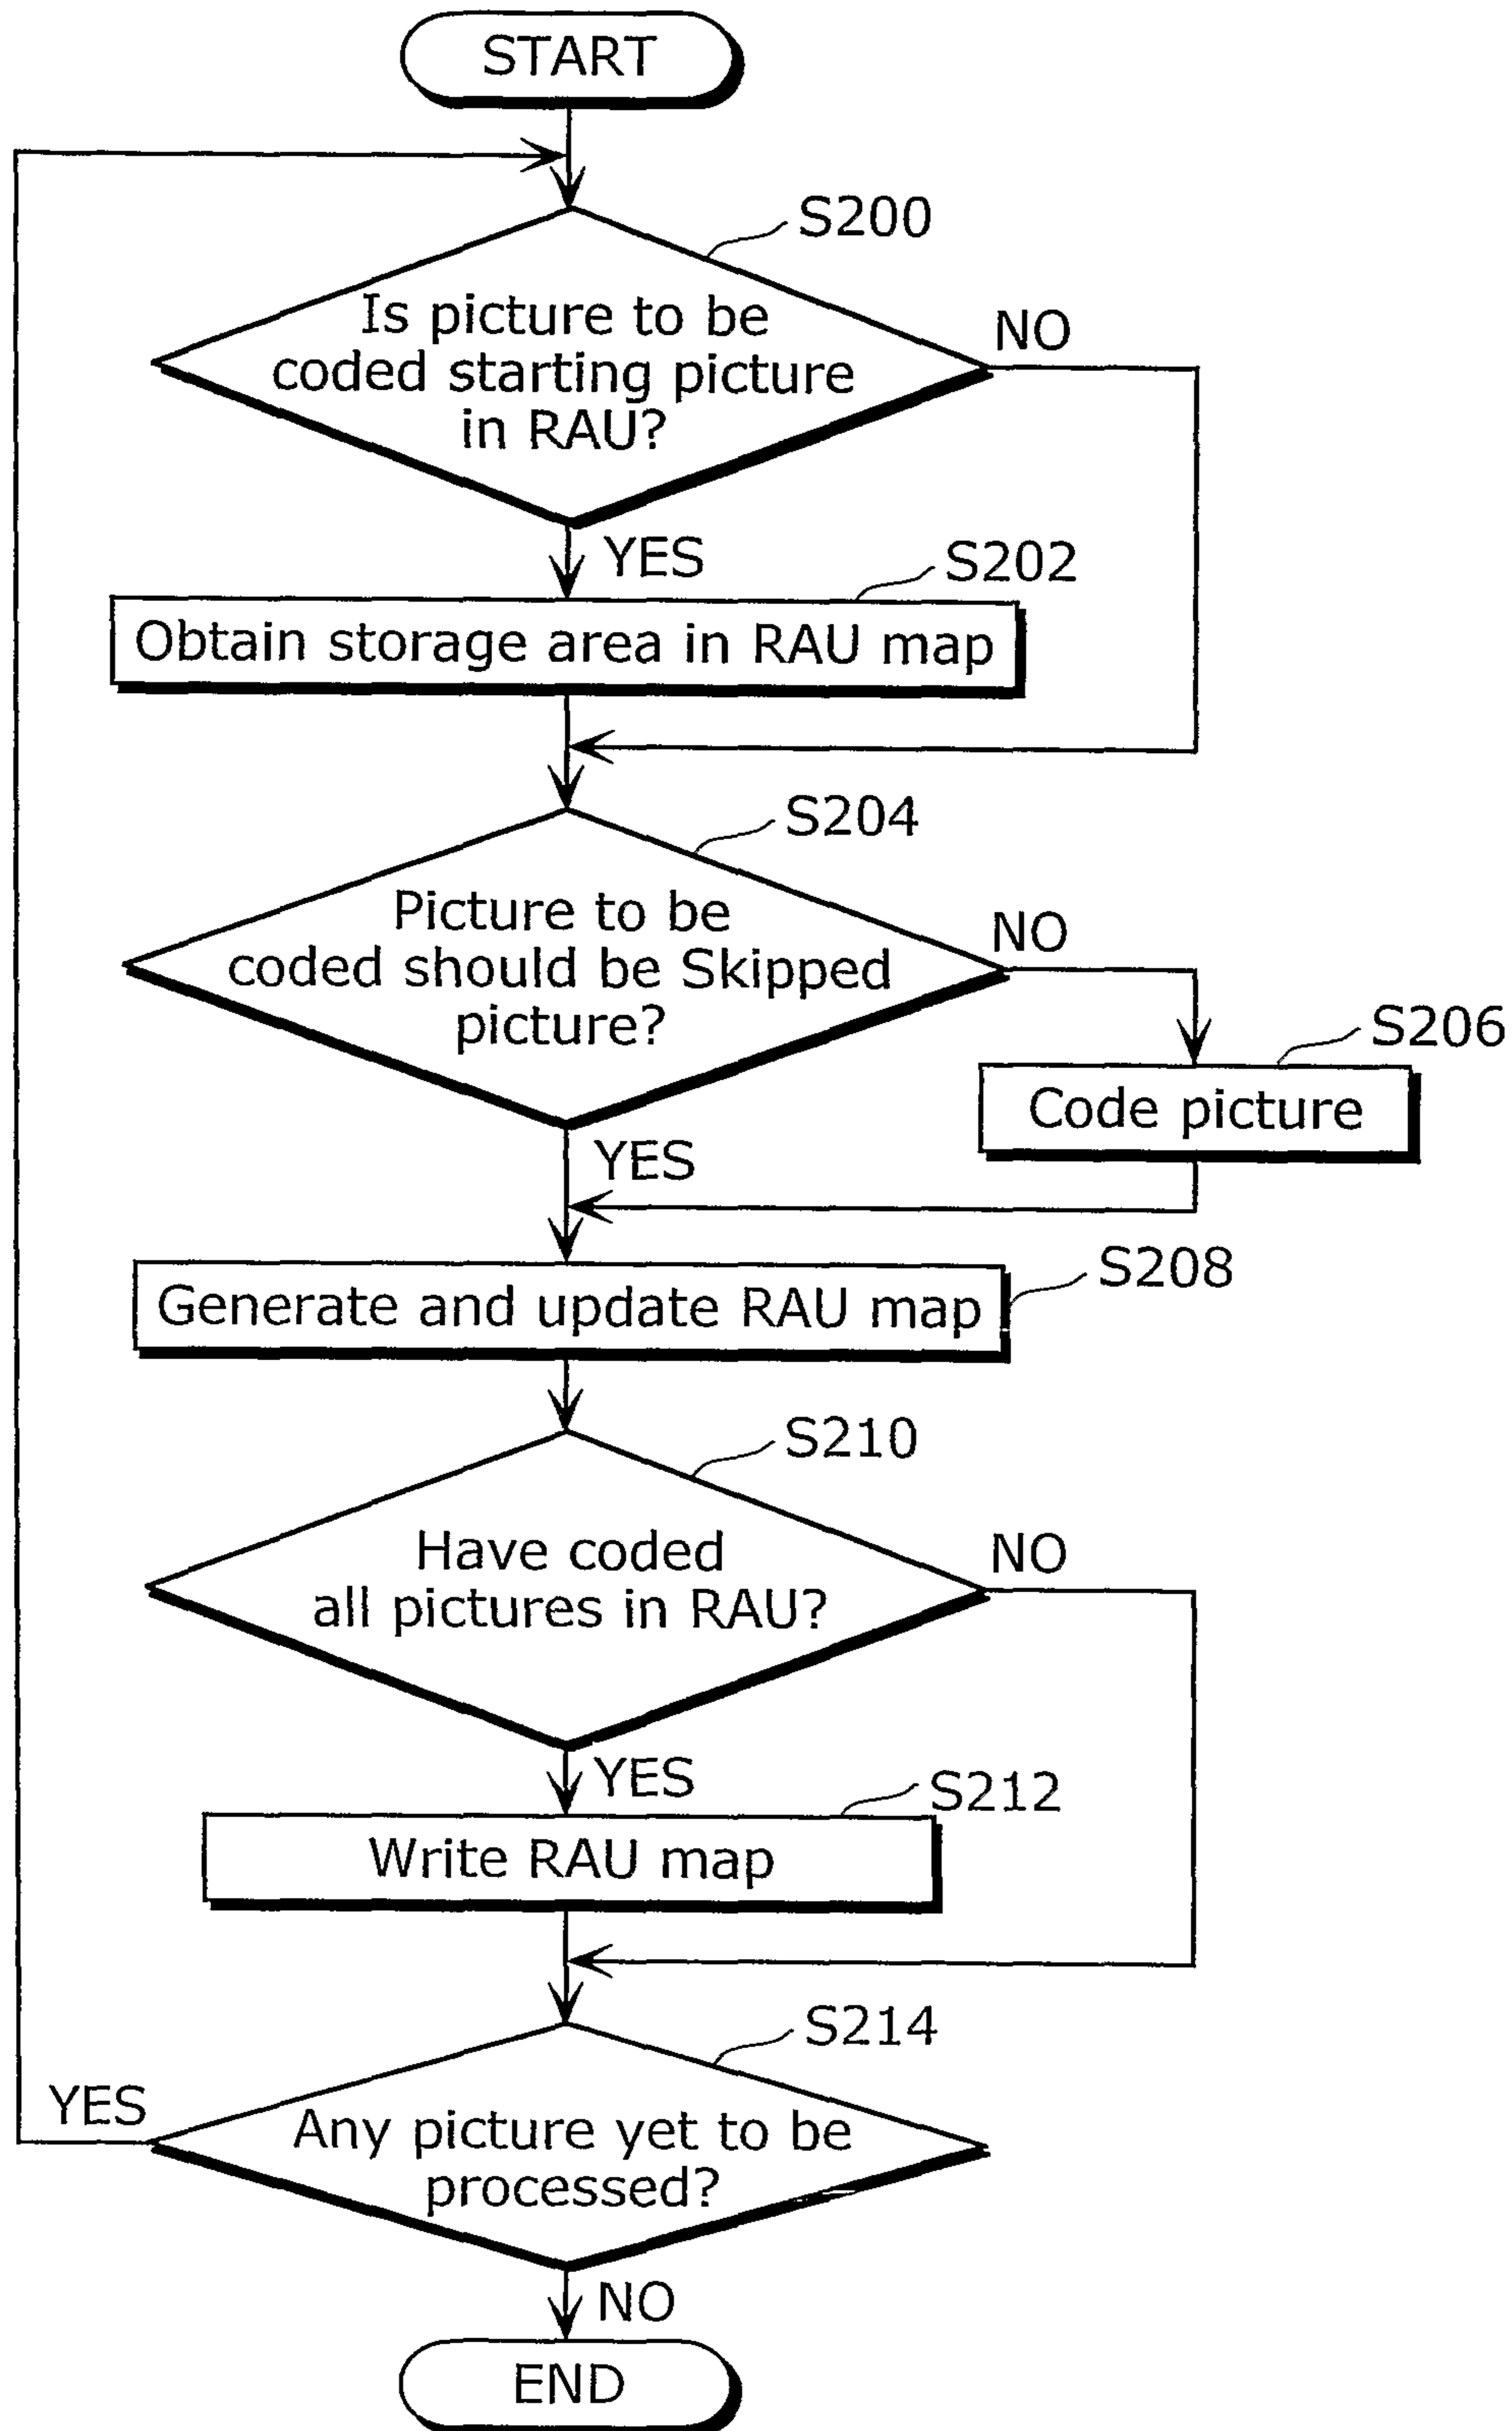 START
S200
Is picture to be
coded starting picture
in RAU?
NO
YES
S202
Obtain storage area in RAU map
S204
Picture to be
coded should be Skipped
picture?
NO
S206
Code picture
YES
S208
Generate and update RAU map
S210
Have coded
all pictures in RAU?
NO
YES
S212
Write RAU map
S214
YES
Any picture yet to be
processed?
NO
END